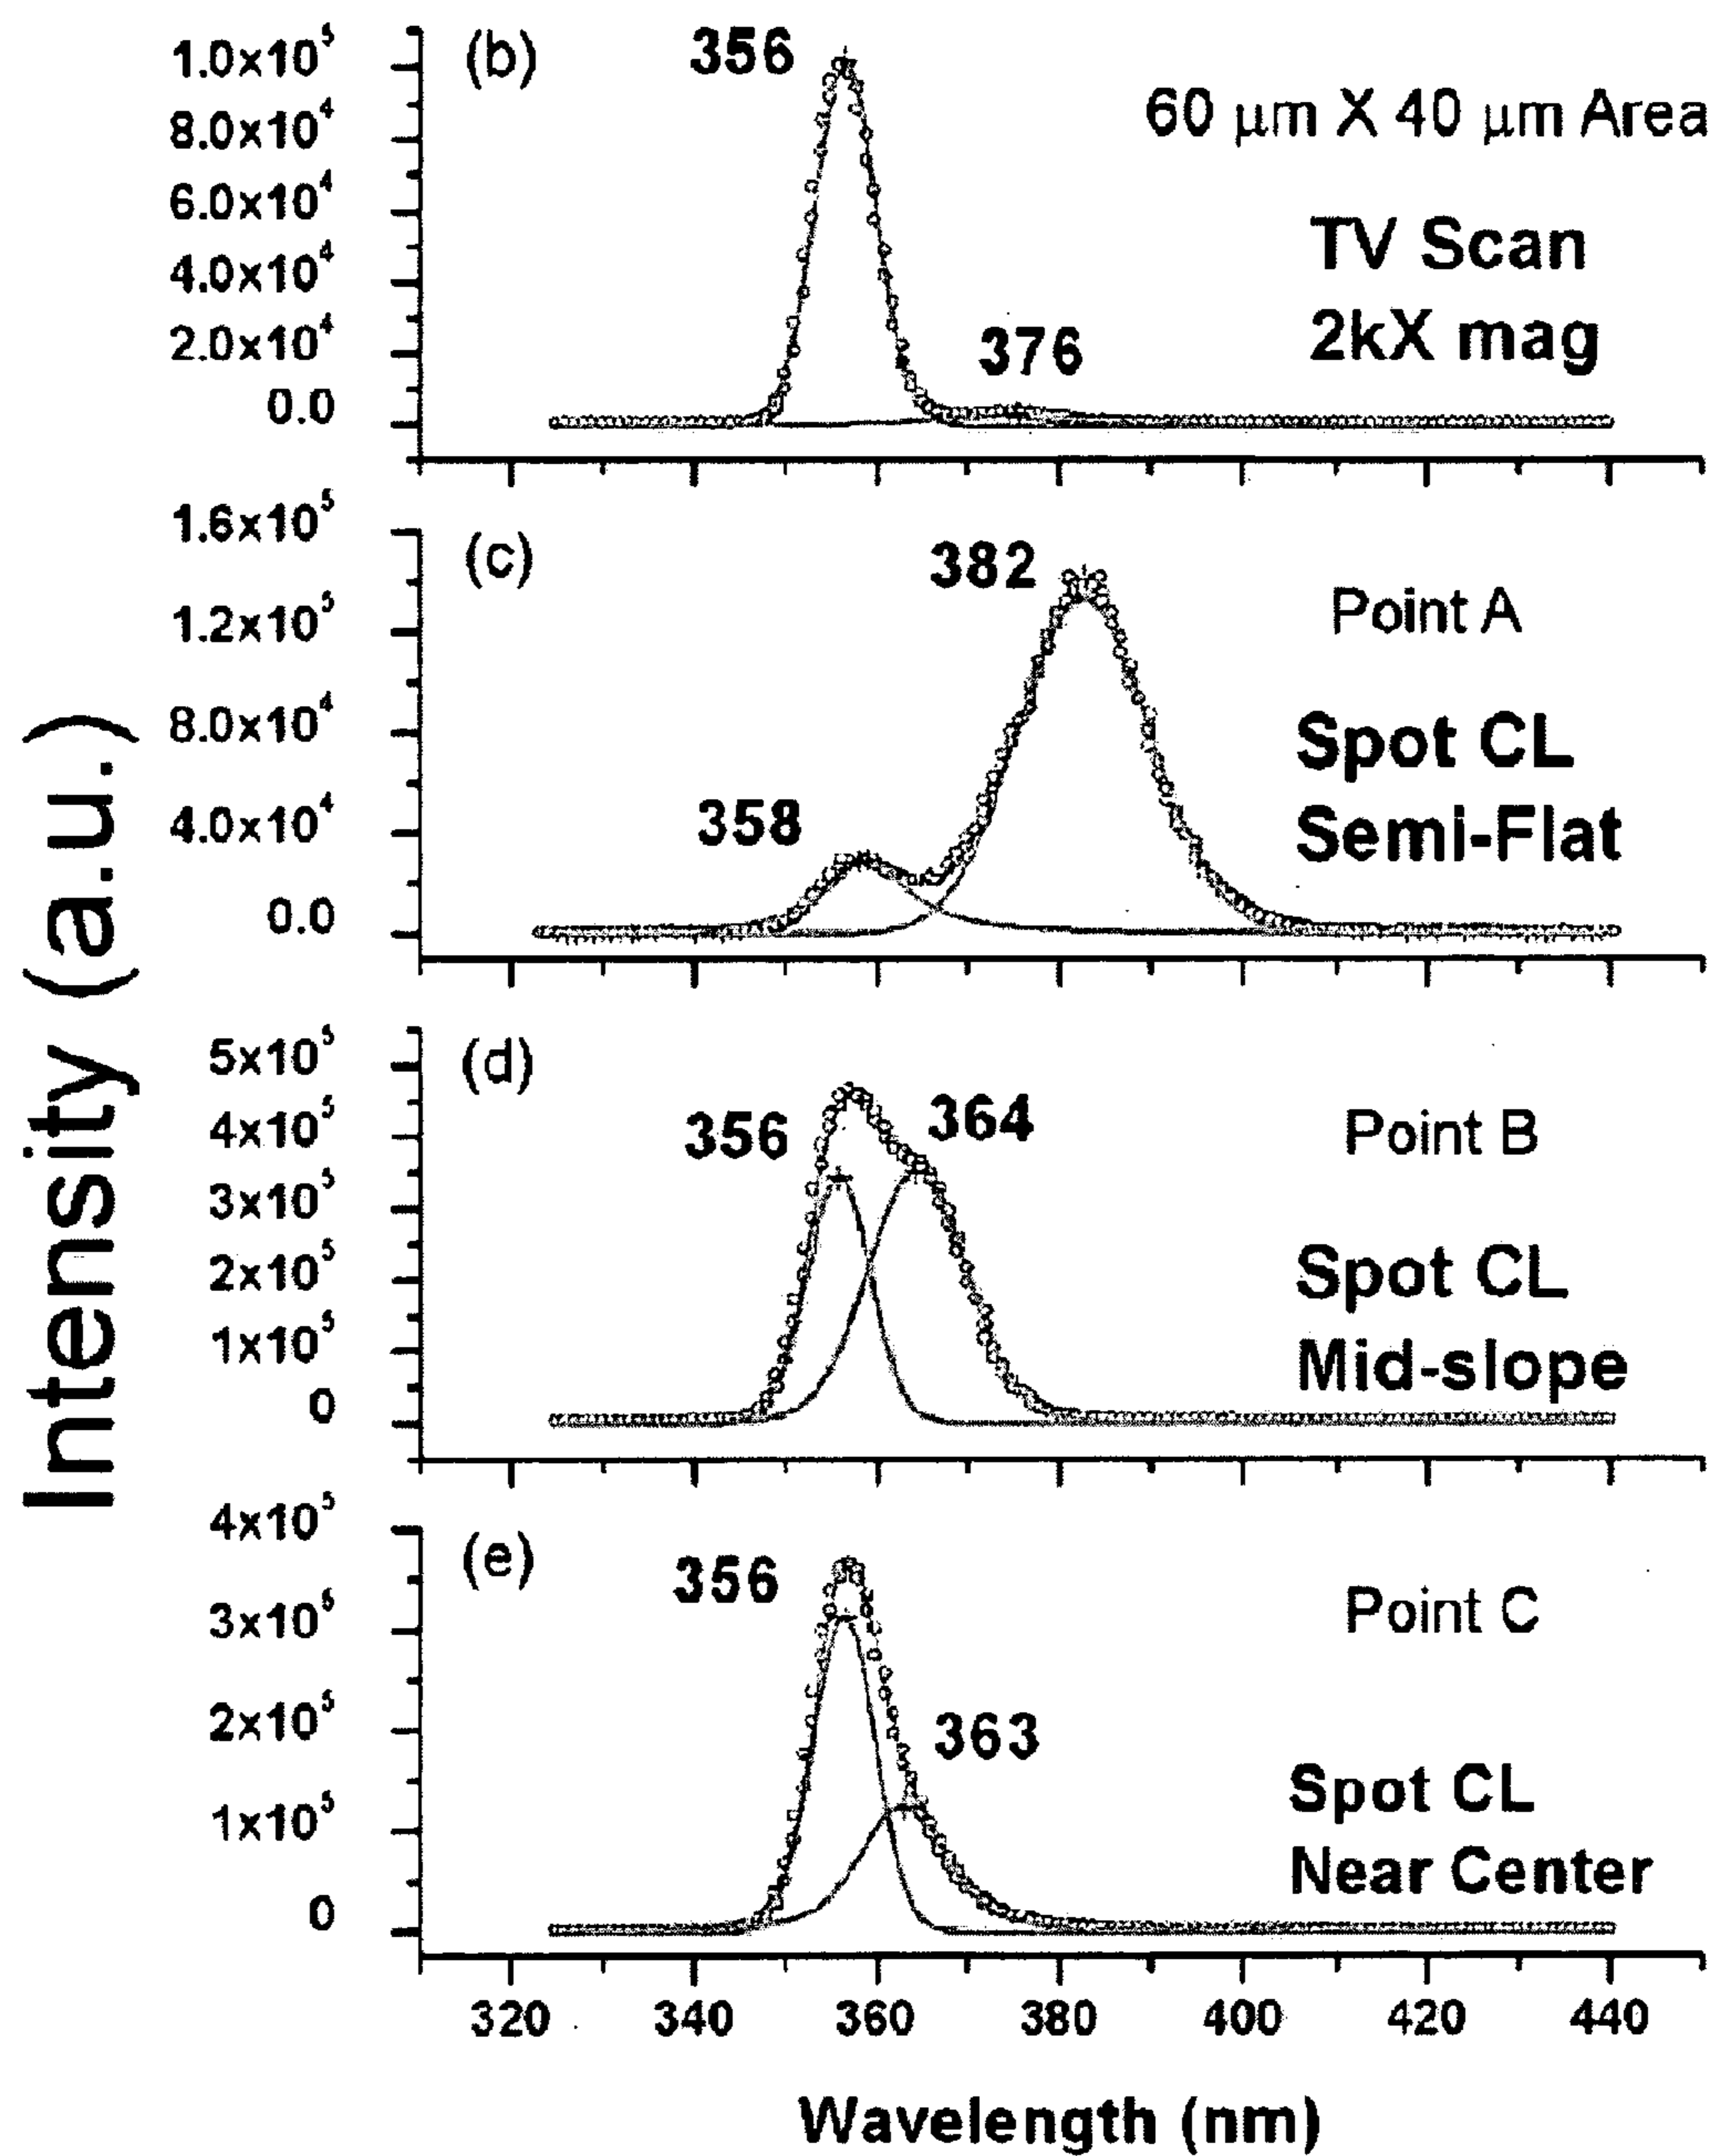 Intensity (a.u.)
(b)
1.0x10⁵
8.0x10⁴
6.0x10⁴
4.0x10⁴
2.0x10⁴
0.0
356
376
60 μm X 40 μm Area
TV Scan
2kX mag
(c)
1.6x10⁵
1.2x10⁵
8.0x10⁴
4.0x10⁴
0.0
358
382
Point A
Spot CL
Semi-Flat
(d)
5x10⁵
4x10⁵
3x10⁵
2x10⁵
1x10⁵
0
356
364
Point B
Spot CL
Mid-slope
(e)
4x10⁵
3x10⁵
2x10⁵
1x10⁵
0
356
363
Point C
Spot CL
Near Center
320 340 360 380 400 420 440
Wavelength (nm)